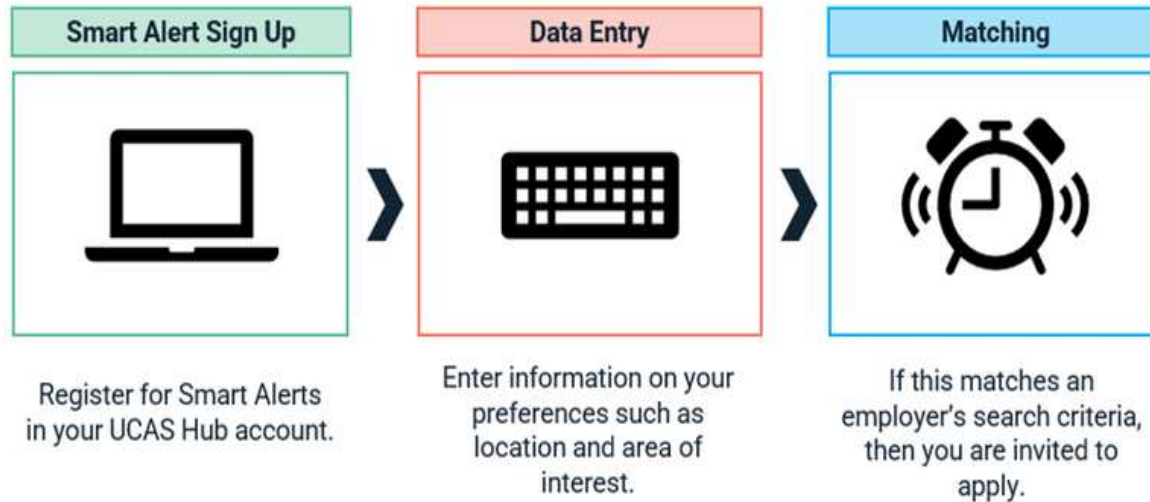 Smart Alert Sign Up
Data Entry
Matching
Register for Smart Alerts
in your UCAS Hub account.
Enter information on your
preferences such as
location and area of
interest.
If this matches an
employer's search criteria,
then you are invited to
apply.